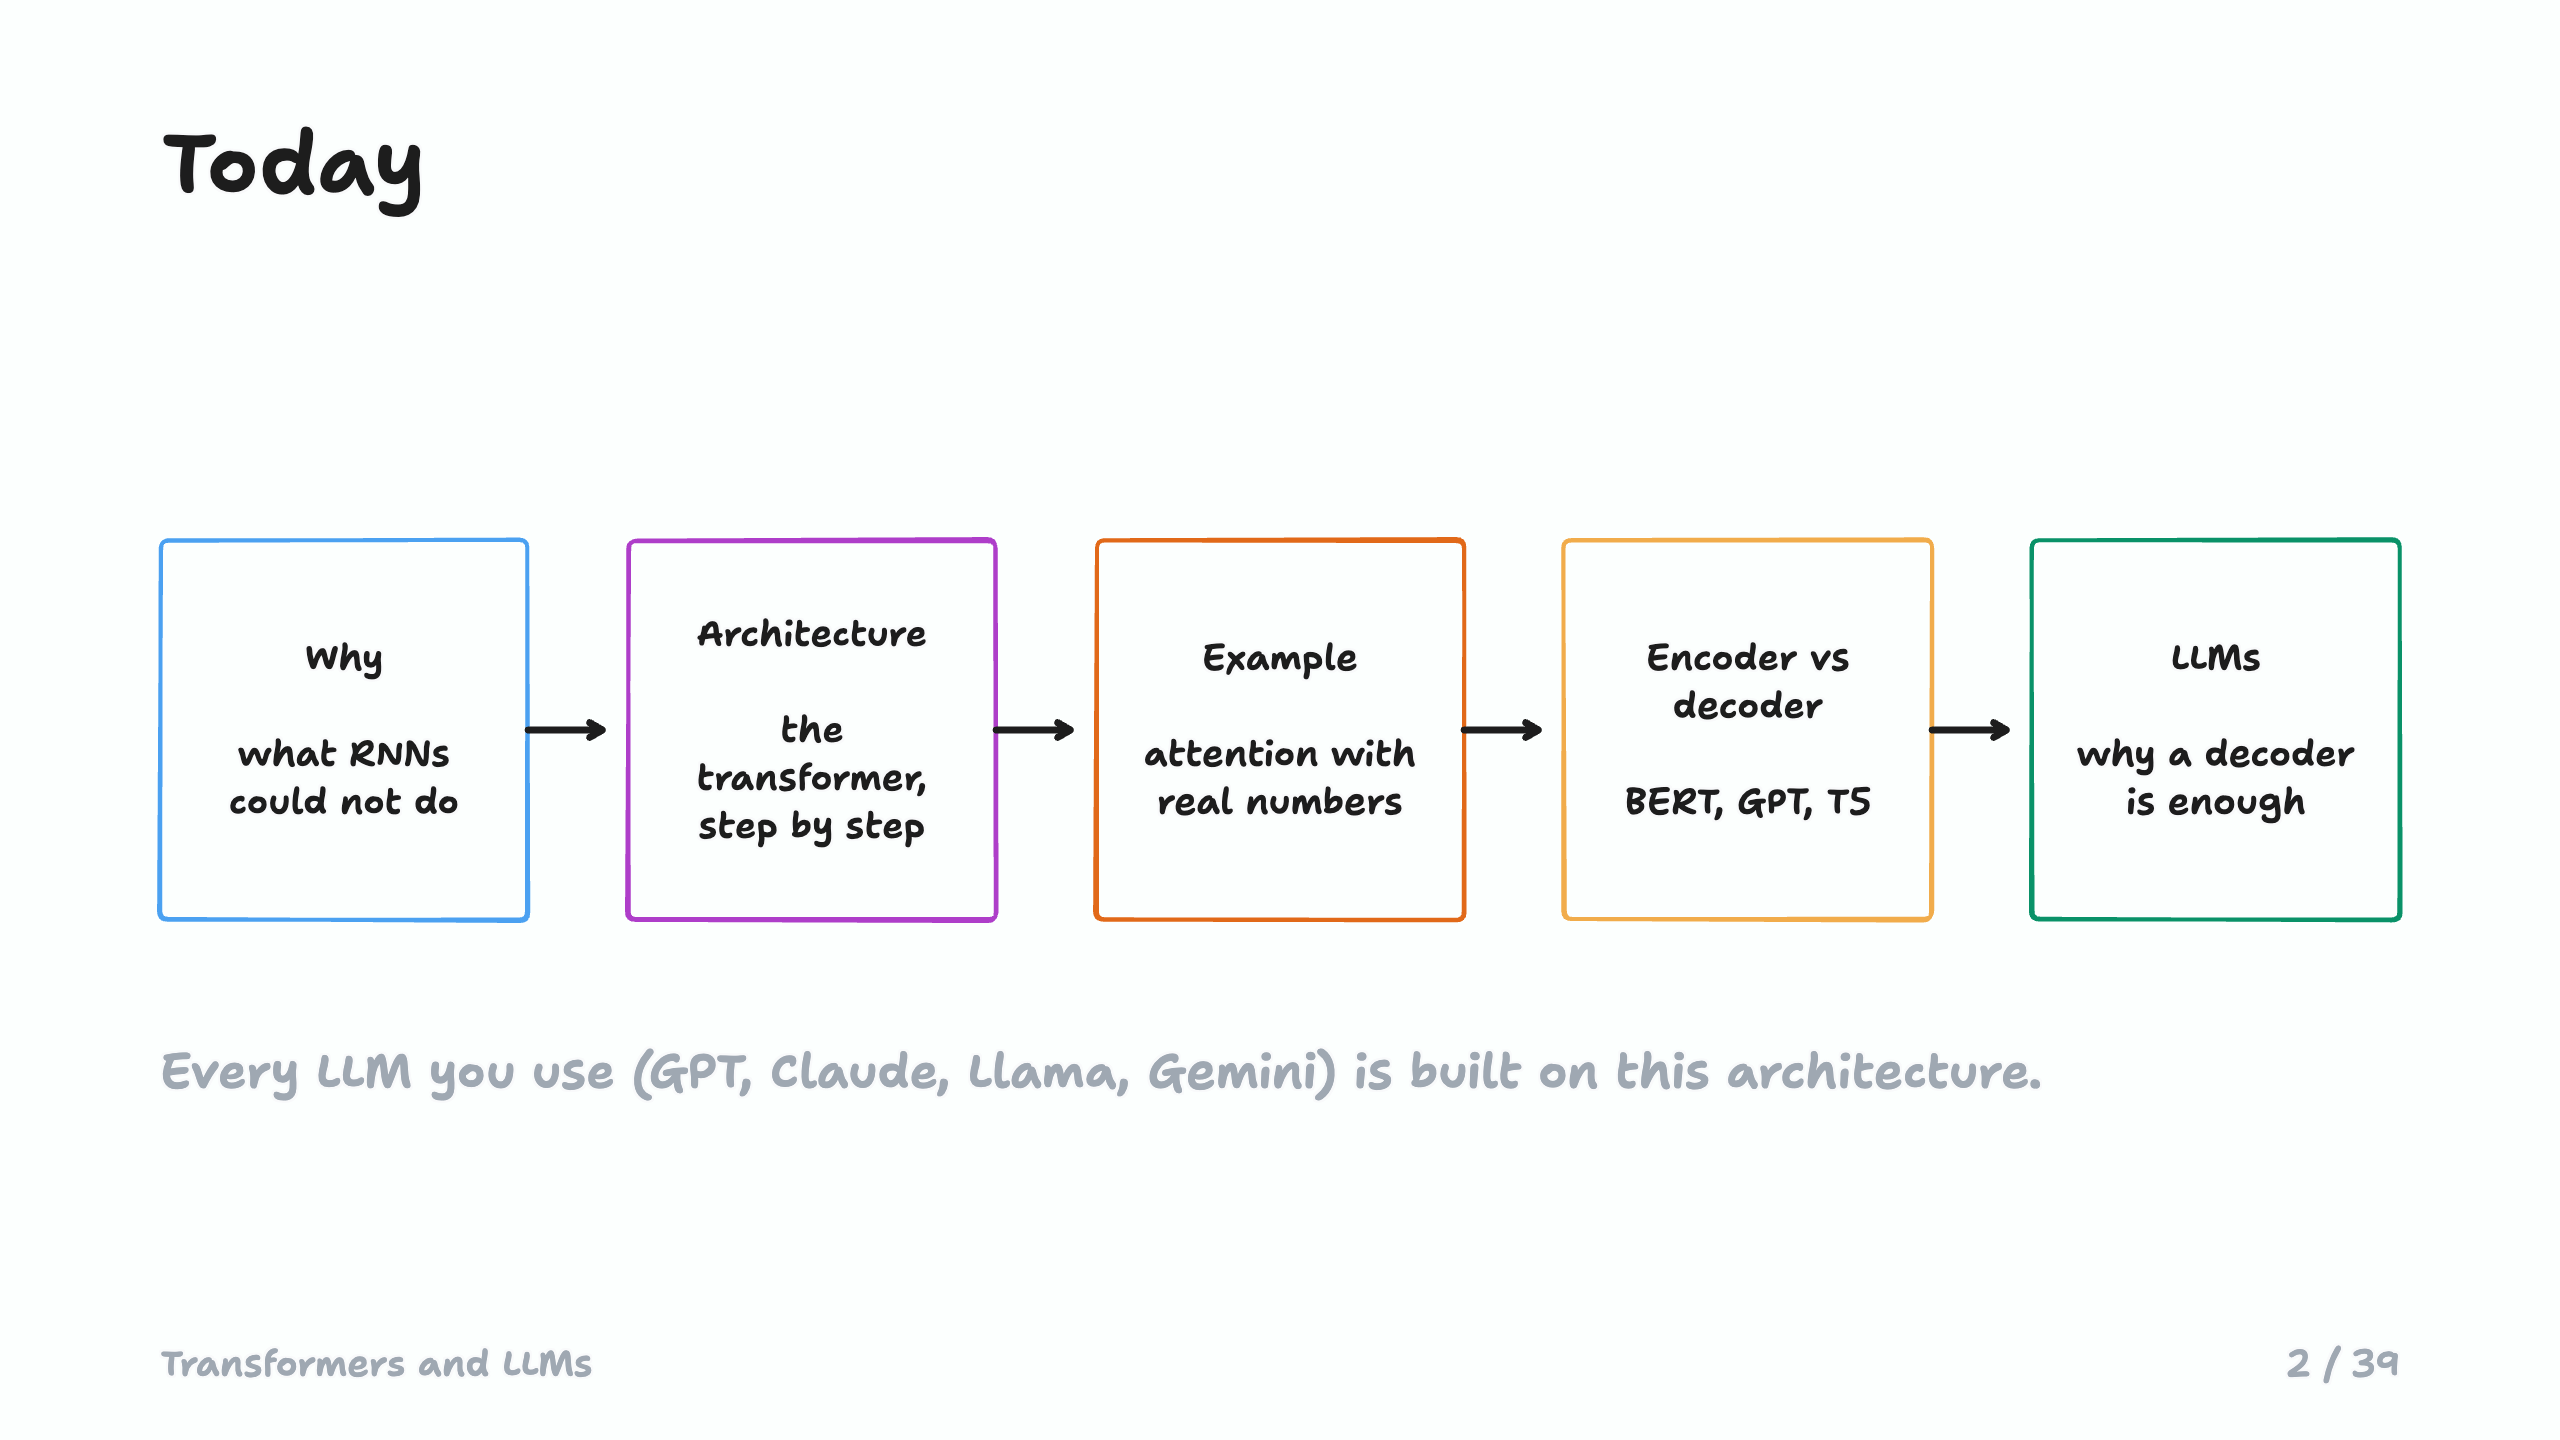 Today
Why
what RNNs
could not do
Architecture
the
transformer,
step by step
Example
attention with
real numbers
Encoder vs
decoder
BERT, GPT, T5
LLMs
why a decoder
is enough
Every LLM you use (GPT, Claude, Llama, Gemini) is built on this architecture.
Transformers and LLMs
2 / 39